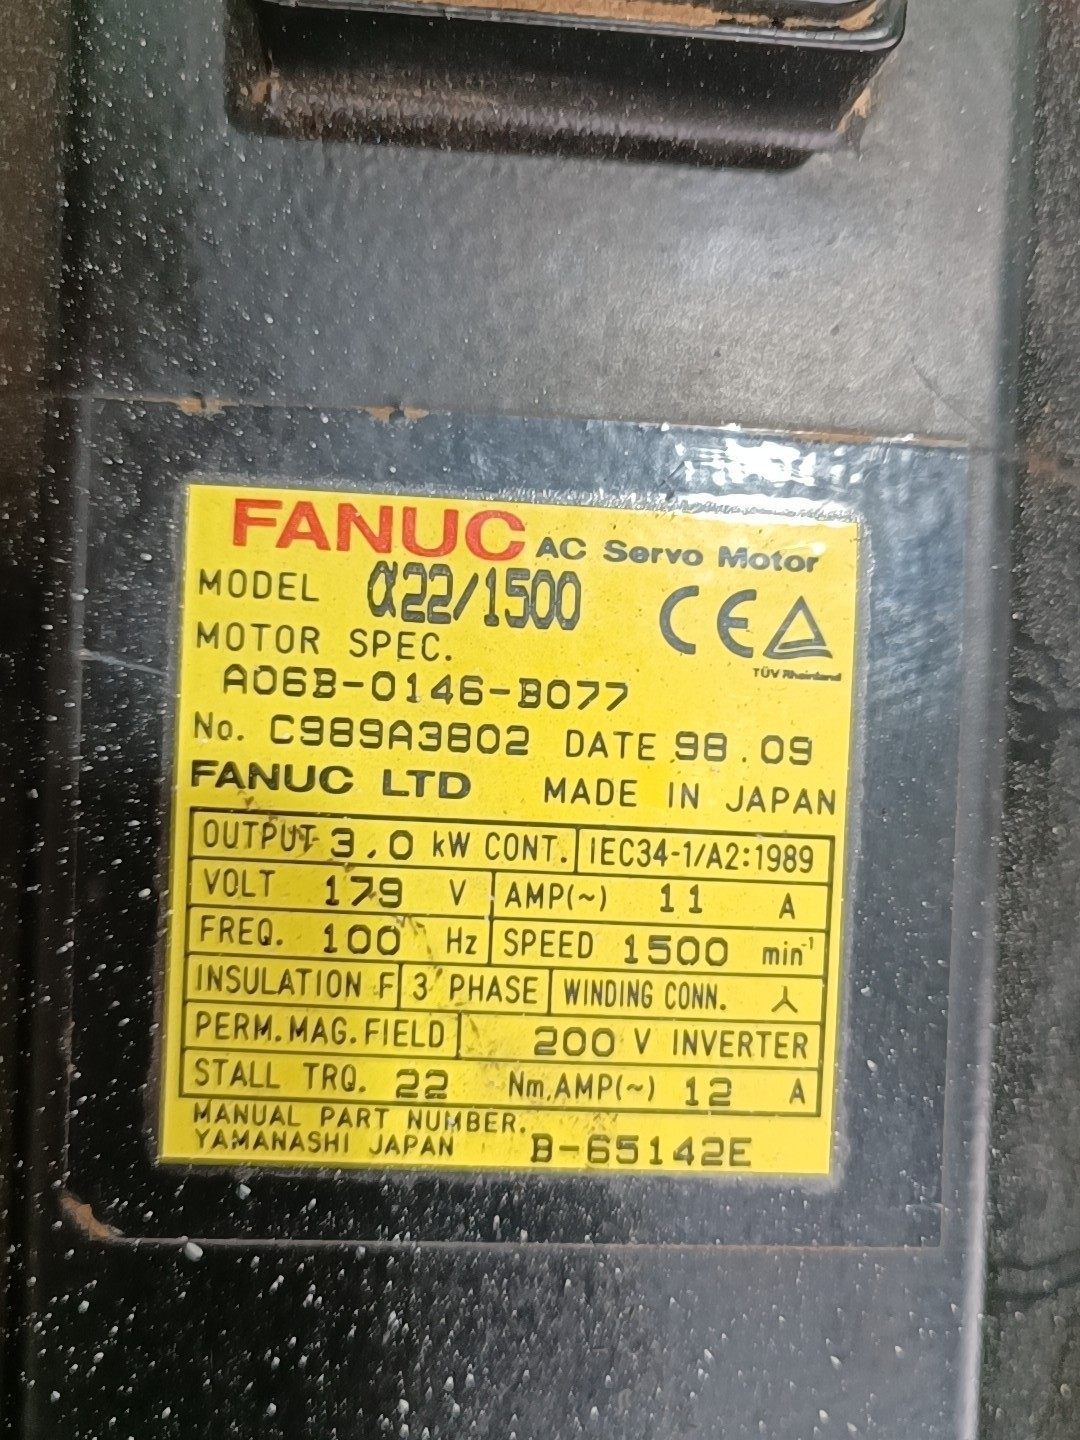 FANUC AC Servo Motor
MODEL α22/1500
CE
TÜV Rheinland
MOTOR SPEC.
A06B-0146-B077
No. C989A3802 DATE 98.09
FANUC LTD MADE IN JAPAN
OUTPUT 3.0 kW CONT. IEC34-1/A2:1989
VOLT 179 V AMP(~) 11 A
FREQ. 100 Hz SPEED 1500 min⁻¹
INSULATION F 3 PHASE WINDING CONN.
PERM.MAG.FIELD 200 V INVERTER
STALL TRQ. 22 Nm,AMP(~) 12 A
MANUAL PART NUMBER.
YAMANASHI JAPAN B-65142E